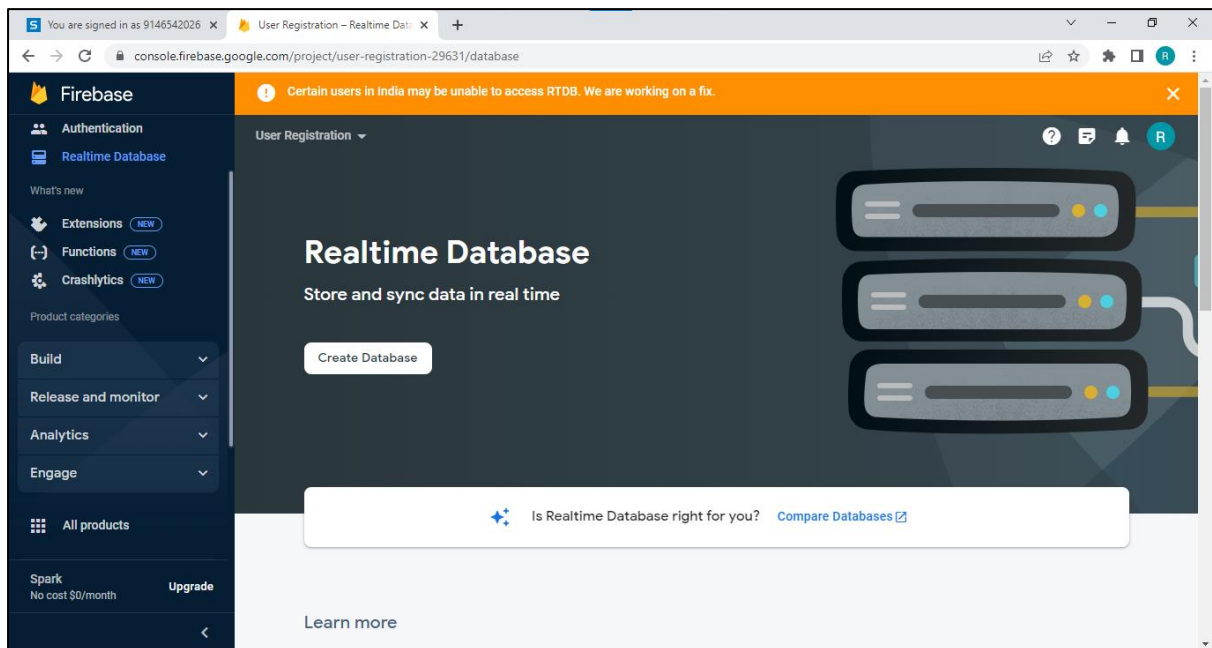 You are signed in as 9146542026
User Registration – Realtime Dat
console.firebase.google.com/project/user-registration-29631/database
R
Firebase
Certain users in India may be unable to access RTDB. We are working on a fix.
Authentication
Realtime Database
User Registration
R
What's new
Extensions NEW
Functions NEW
Crashlytics NEW
Product categories
Build
Release and monitor
Analytics
Engage
All products
Spark
No cost $0/month
Upgrade
Realtime Database
Store and sync data in real time
Create Database
Is Realtime Database right for you? Compare Databases
Learn more